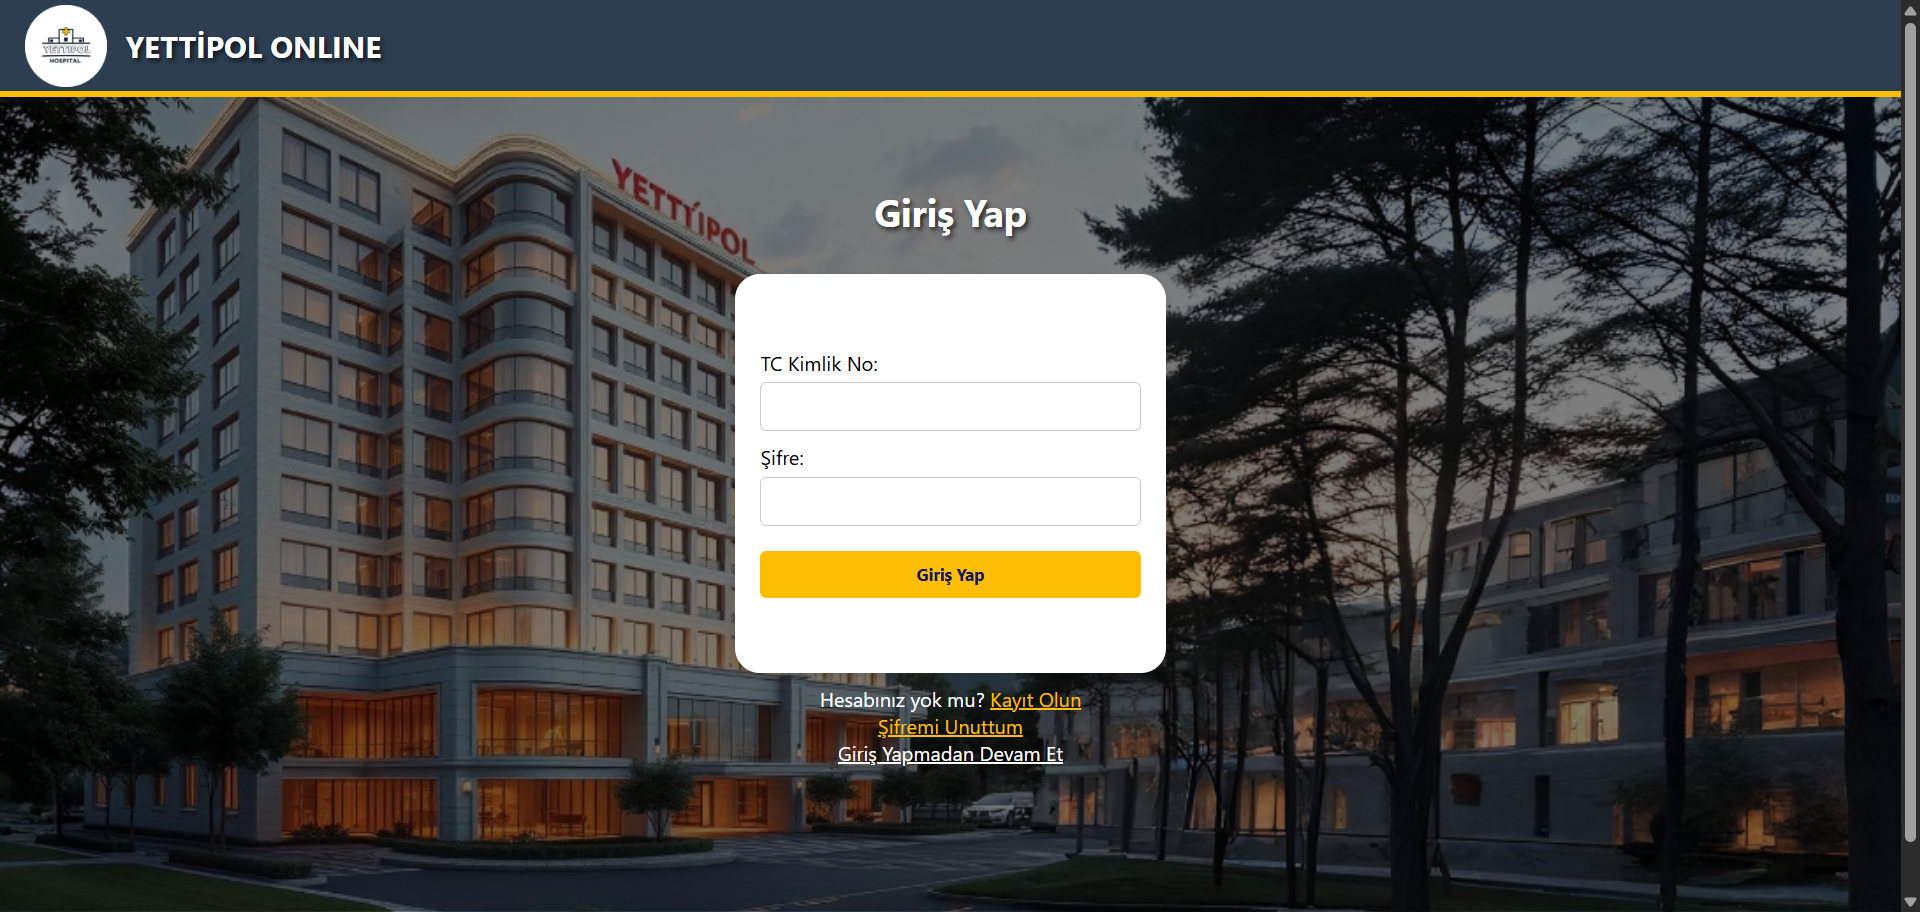 YETTİPOL
HOSPITAL
YETTİPOL ONLINE
YETTİPOL
Giriş Yap
TC Kimlik No:
Şifre:
Giriş Yap
Hesabınız yok mu? Kayıt Olun
Şifremi Unuttum
Giriş Yapmadan Devam Et